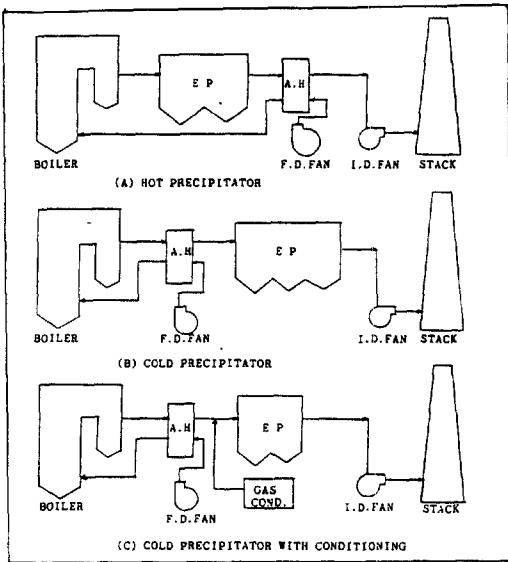 E P
A.H
BOILER
F.D.FAN
I.D.FAN
STACK
(A) HOT PRECIPITATOR
A.H
E P
BOILER
F.D.FAN
I.D.FAN
STACK
(B) COLD PRECIPITATOR
A.H
E P
GAS
COND.
BOILER
F.D.FAN
I.D.FAN
STACK
(C) COLD PRECIPITATOR WITH CONDITIONING